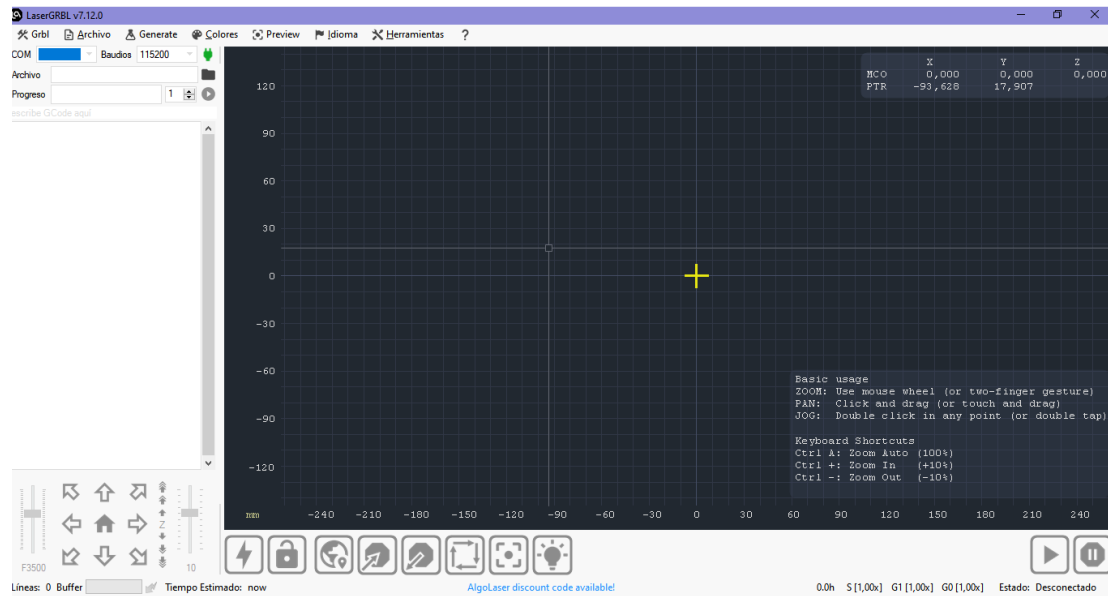 LaserGRBL v7.12.0
Grbl Archivo Generate Colores Preview Idioma Herramientas ?
COM Baudios 115200
Archivo
Progreso 1
escribe GCode aquí
X Y Z
MCO 0,000 0,000 0,000
PTR -93,628 17,907
120
90
60
30
0
-30
-60
-90
-120
Basic usage
ZOOM: Use mouse wheel (or two-finger gesture)
PAN: Click and drag (or touch and drag)
JOG: Double click in any point (or double tap)
Keyboard Shortcuts
Ctrl A: Zoom Auto (100%)
Ctrl +: Zoom In (+10%)
Ctrl -: Zoom Out (-10%)
mm -240 -210 -180 -150 -120 -90 -60 -30 0 30 60 90 120 150 180 210 240
Z
F3500 10
Líneas: 0 Buffer Tiempo Estimado: now AlgoLaser discount code available! 0.0h S [1,00x] G1 [1,00x] G0 [1,00x] Estado: Desconectado